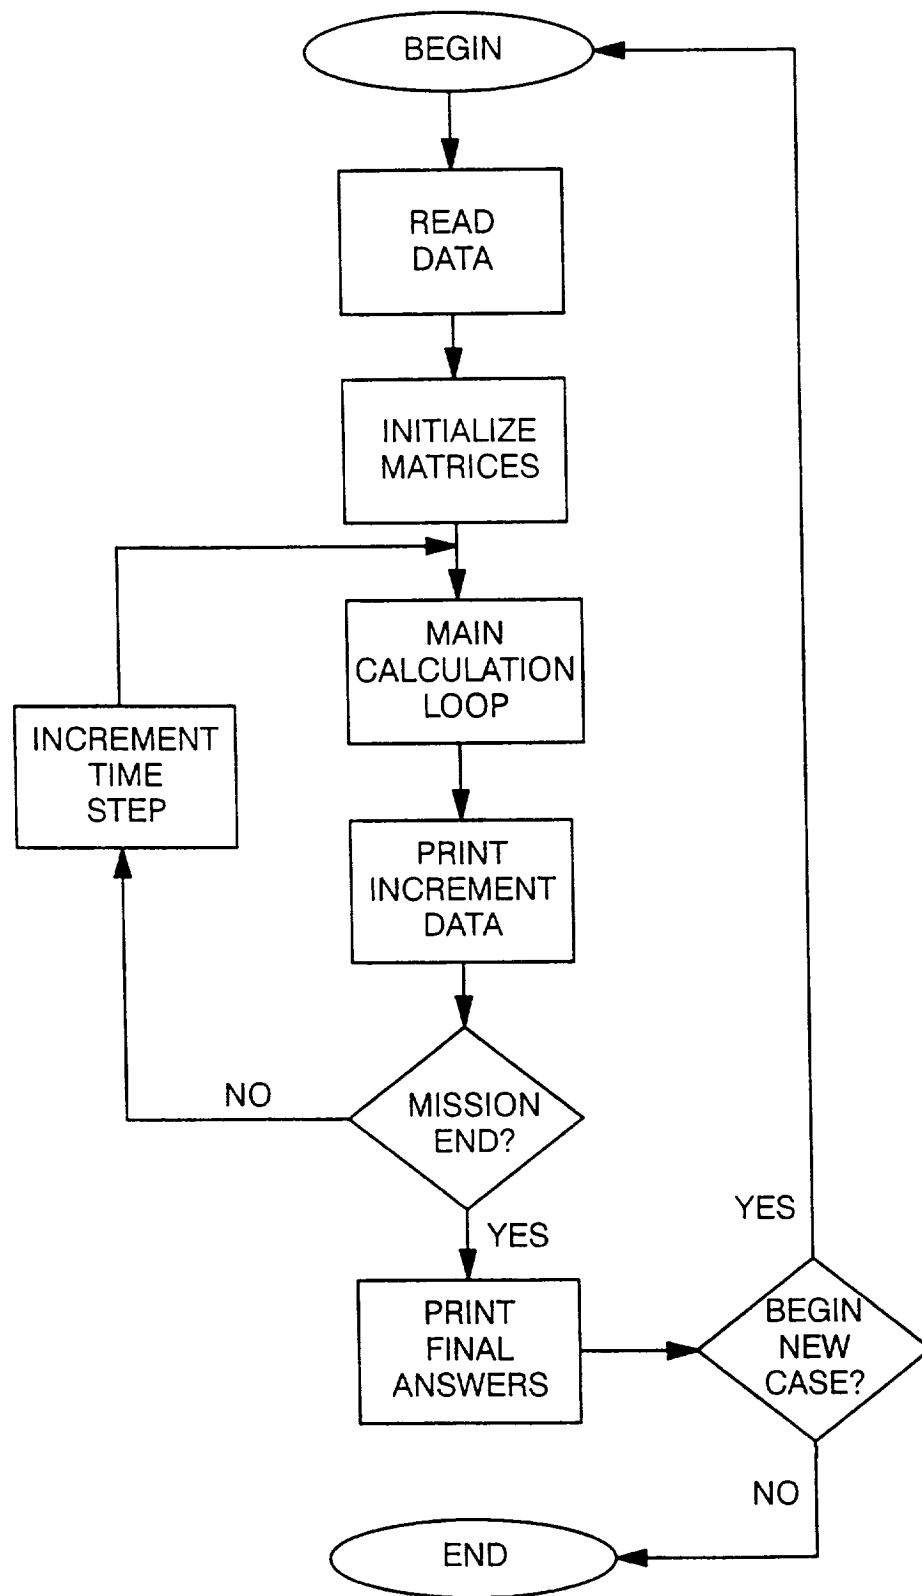 BEGIN
READ
DATA
INITIALIZE
MATRICES
MAIN
CALCULATION
LOOP
INCREMENT
TIME
STEP
PRINT
INCREMENT
DATA
NO
MISSION
END?
YES
YES
PRINT
FINAL
ANSWERS
BEGIN
NEW
CASE?
NO
END